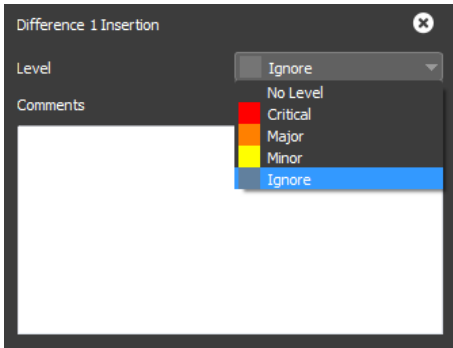 Difference 1 Insertion
Level
Ignore
No Level
Comments
Critical
Major
Minor
Ignore